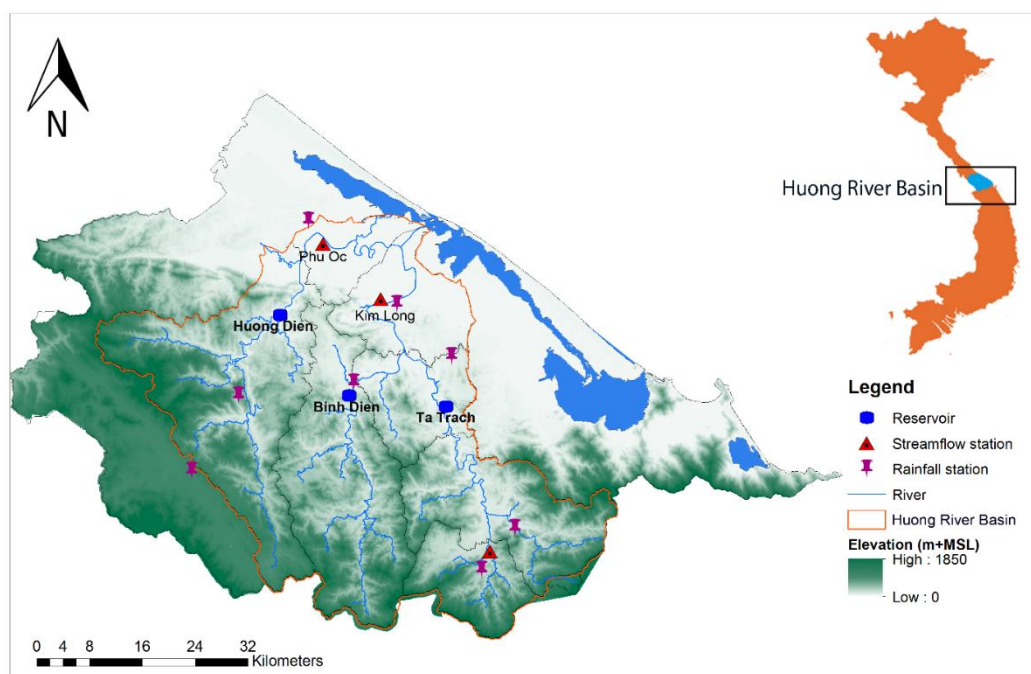 N
Huong River Basin
Phu Oc
Kim Long
Huong Dien
Binh Dien
Ta Trach
Legend
Reservoir
Streamflow station
Rainfall station
River
Huong River Basin
Elevation (m+MSL)
High : 1850
Low : 0
0 2 4 8 16 24 32
Kilometers